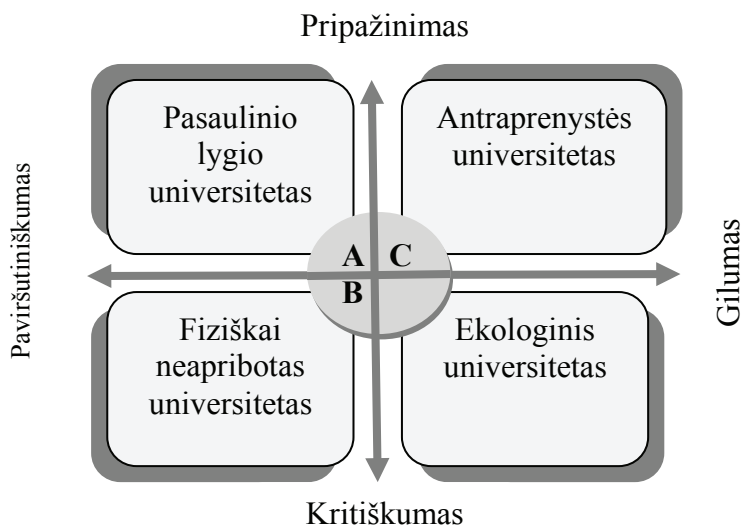 Pripažinimas
Pasaulinio
lygio
universitetas
Antraprenystės
universitetas
Paviršutiniškumas
A C
B
Gilumas
Fiziškai
neapribotas
universitetas
Ekologinis
universitetas
Kritiškumas